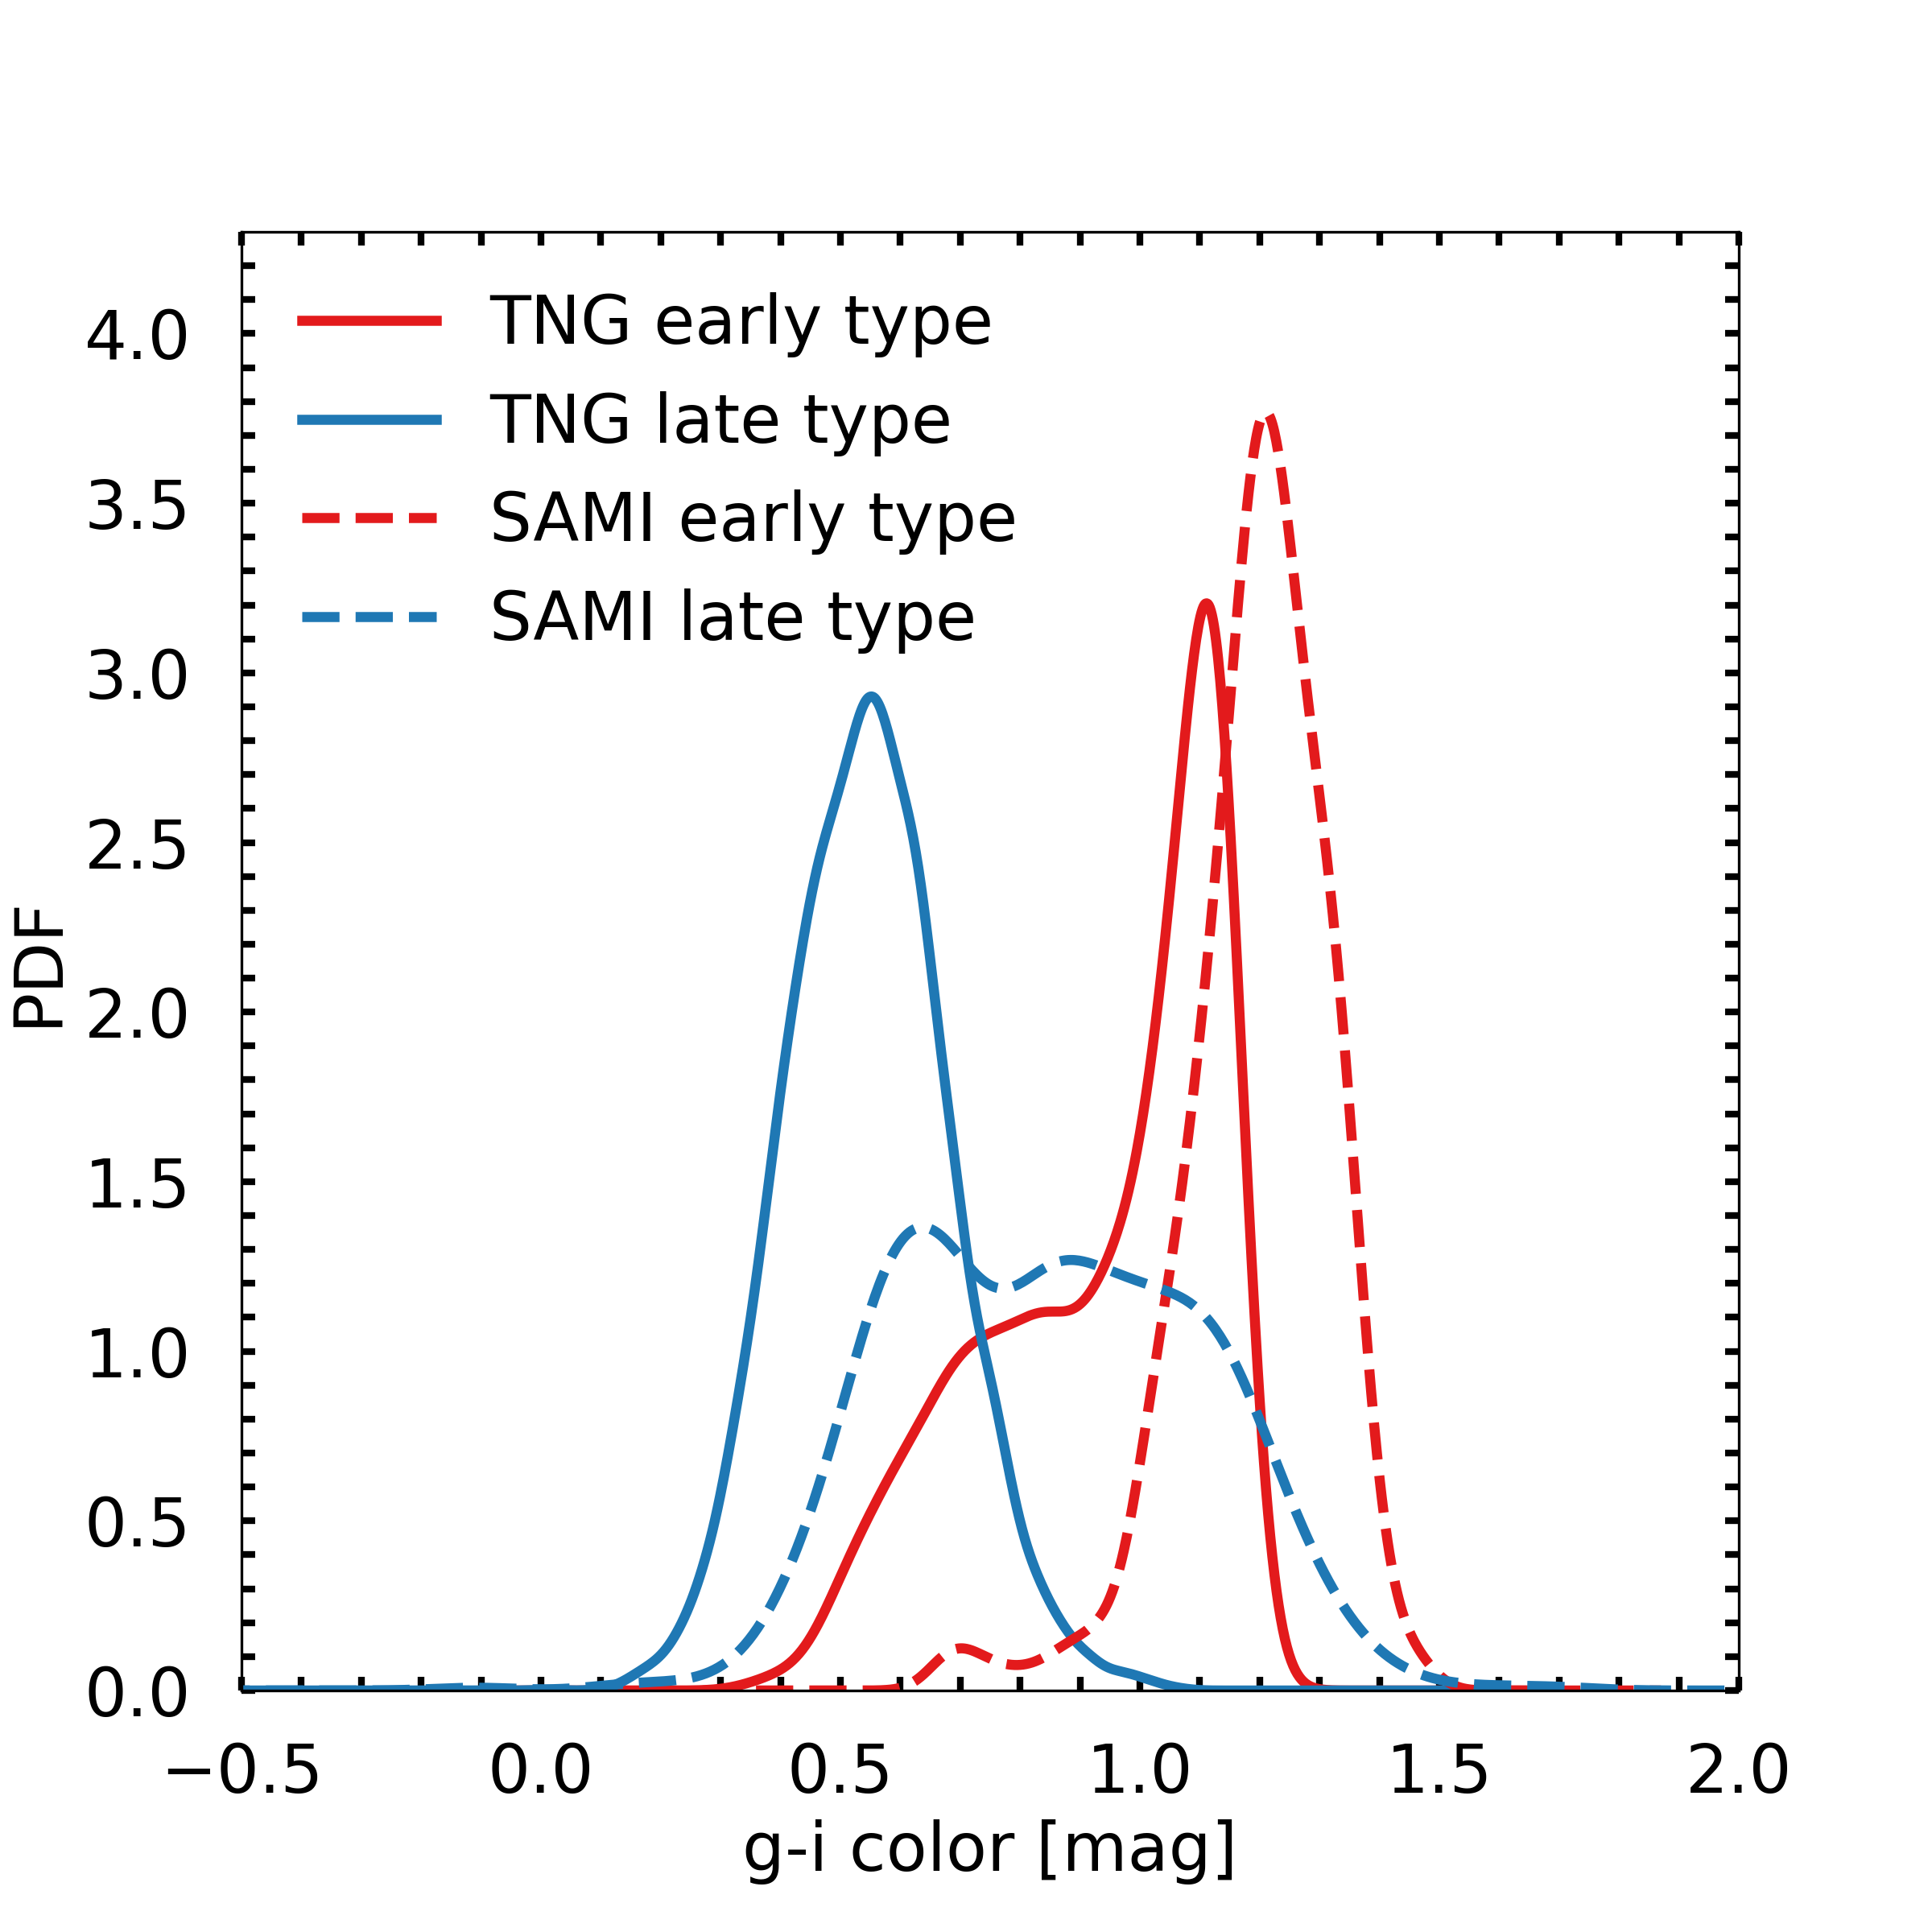 TNG early type
TNG late type
SAMI early type
SAMI late type
4.0
3.5
3.0
2.5
2.0
1.5
1.0
0.5
0.0
PDF
−0.5 0.0 0.5 1.0 1.5 2.0
g-i color [mag]